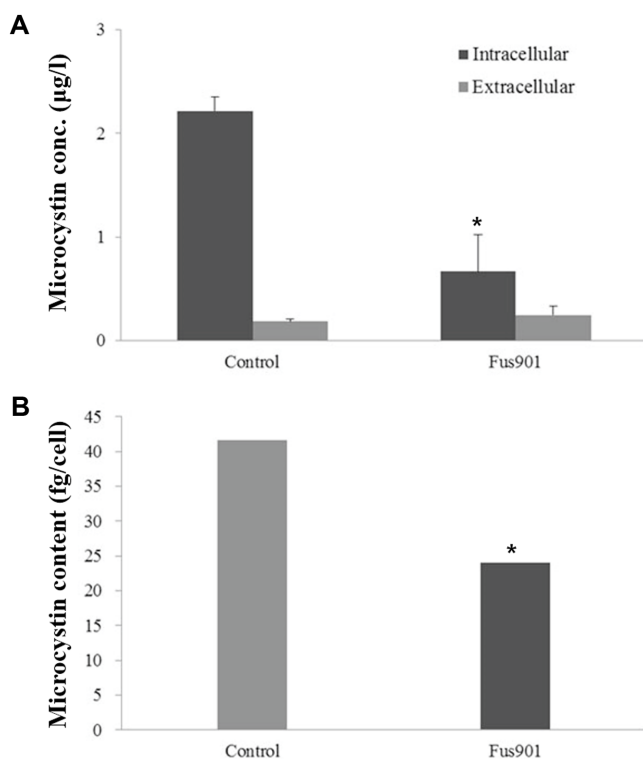 A
Microcystin conc. (µg/l)
3
2
1
0
Intracellular
Extracellular
*
Control
Fus901
B
Microcystin content (fg/cell)
45
40
35
30
25
20
15
10
5
0
*
Control
Fus901